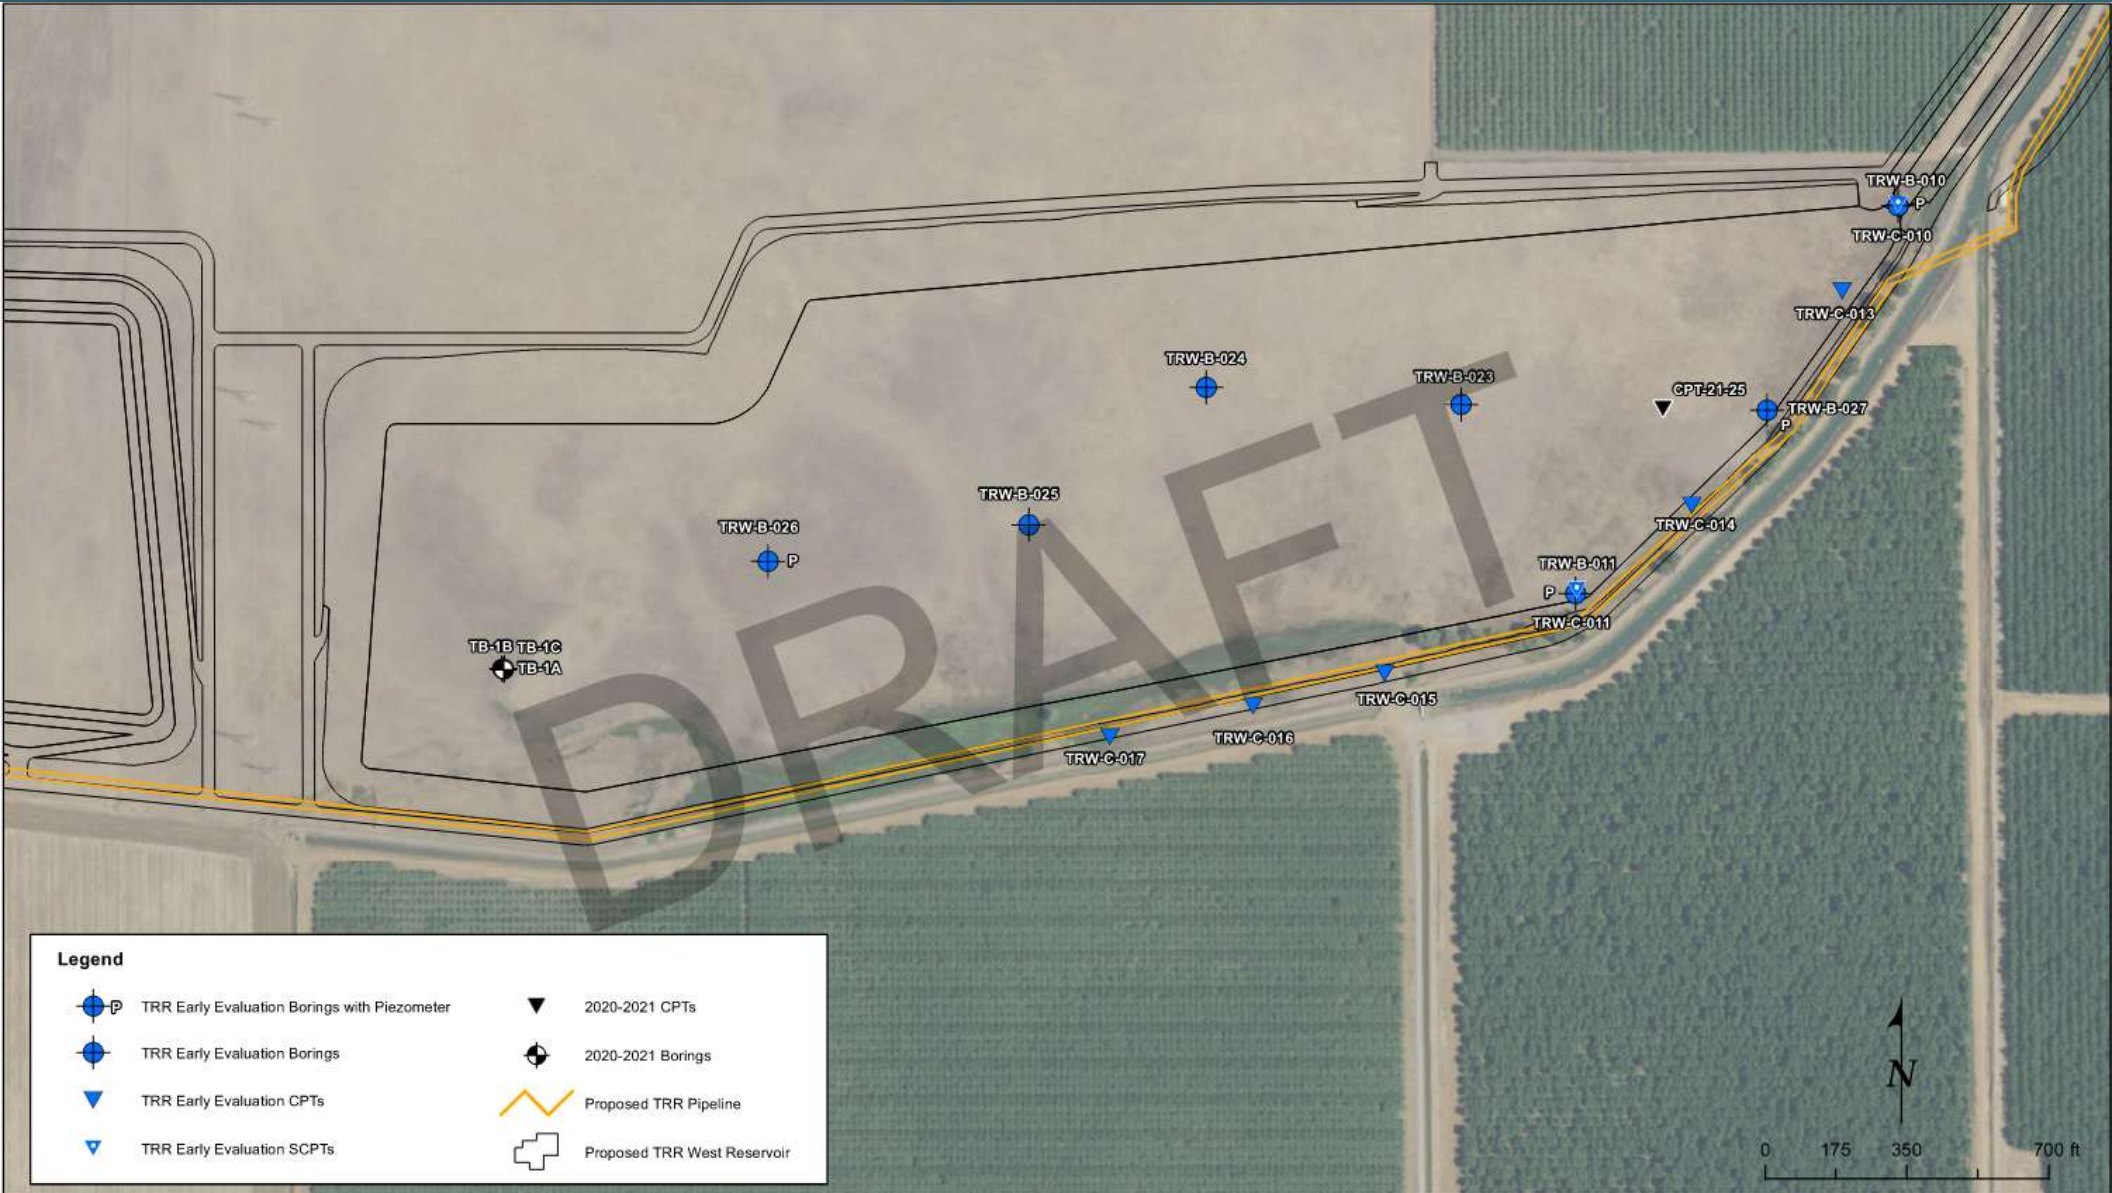 TRW-B-010
P
TRW-C-010
TRW-C-013
TRW-B-024
TRW-B-023
CPT-21-25
TRW-B-027
P
TRW-B-025
TRW-C-014
TRW-B-026
P
TRW-B-011
P
TRW-C-011
TB-1B TB-1C
TB-1A
TRW-C-015
TRW-C-016
TRW-C-017
DRAFT
Legend
P TRR Early Evaluation Borings with Piezometer
TRR Early Evaluation Borings
TRR Early Evaluation CPTs
TRR Early Evaluation SCPTs
2020-2021 CPTs
2020-2021 Borings
Proposed TRR Pipeline
Proposed TRR West Reservoir
N
0 175 350 700 ft